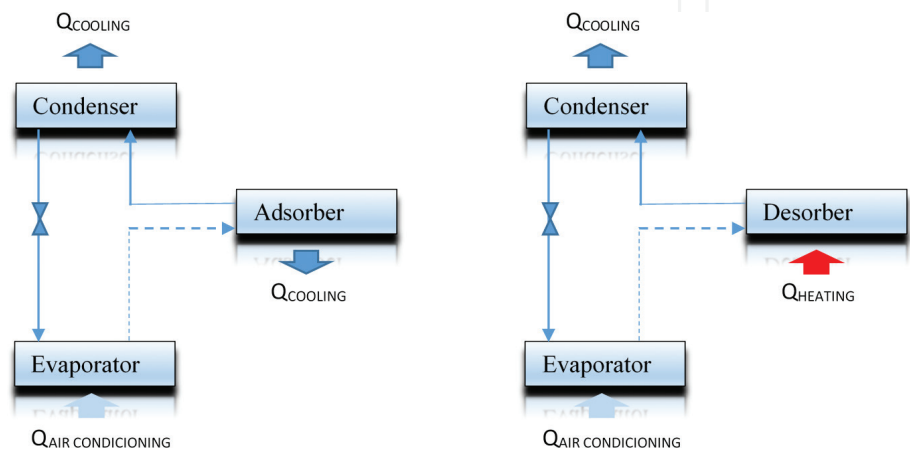 QCOOLING
Condenser
Adsorber
QCOOLING
Evaporator
QAIR CONDICIONING
QCOOLING
Condenser
Desorber
QHEATING
Evaporator
QAIR CONDICIONING